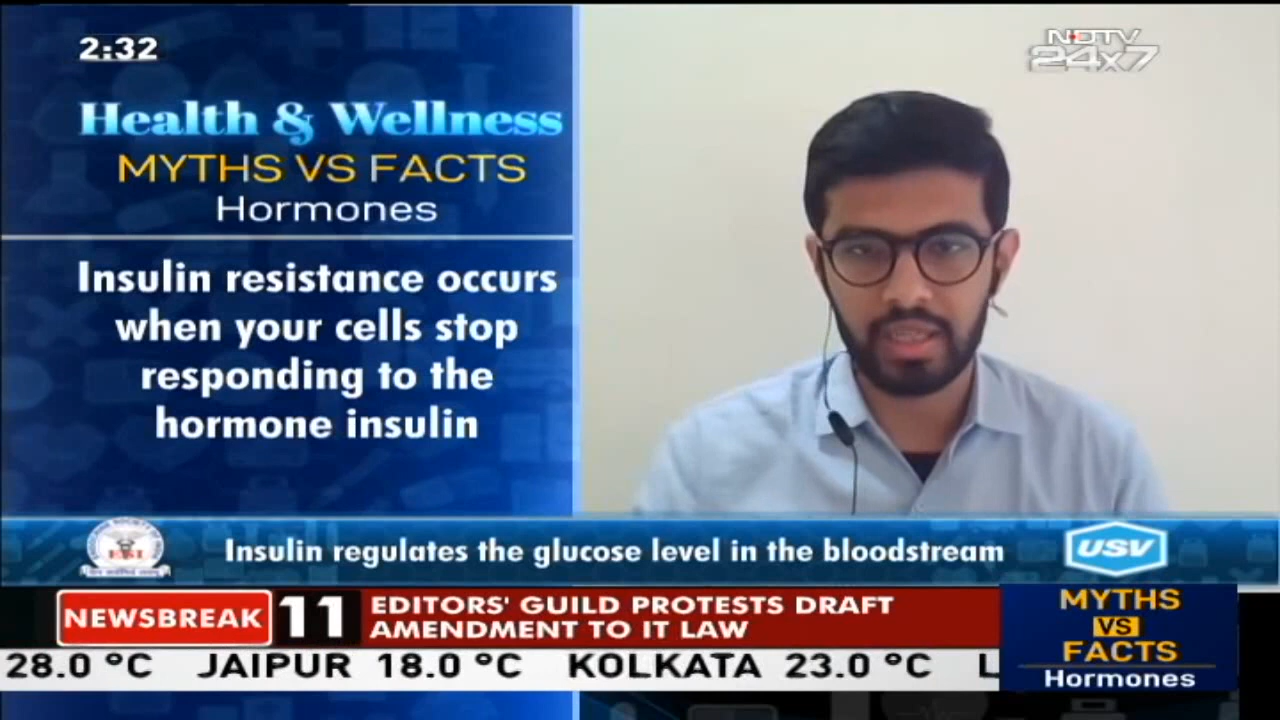 2:32
NDTV
24x7
Health & Wellness
MYTHS VS FACTS
Hormones
Insulin resistance occurs
when your cells stop
responding to the
hormone insulin
ESI
Insulin regulates the glucose level in the bloodstream
USV
NEWSBREAK 11
EDITORS' GUILD PROTESTS DRAFT
AMENDMENT TO IT LAW
MYTHS
VS
FACTS
Hormones
28.0 °C JAIPUR 18.0 °C KOLKATA 23.0 °C L